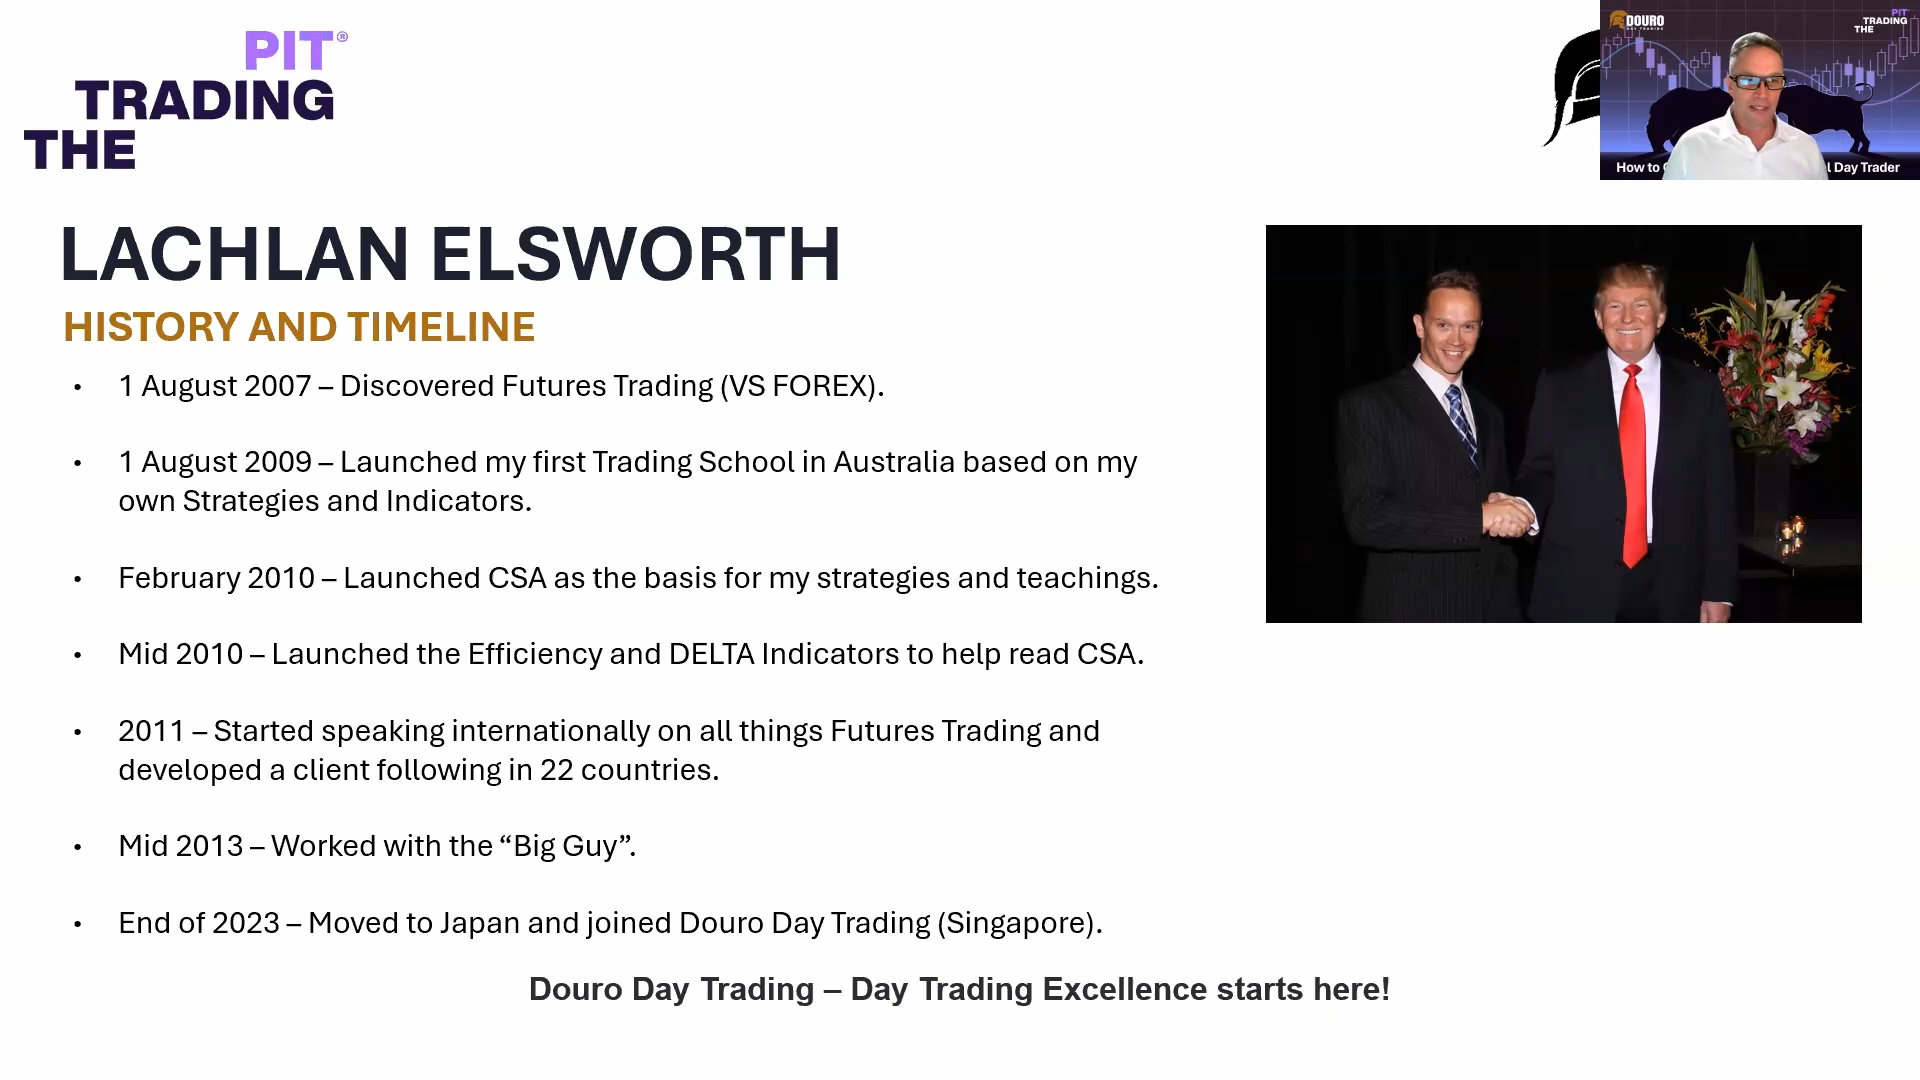 PIT®
TRADING
THE
DOURO
DAY TRADING
PIT
TRADING
THE
How to
l Day Trader
LACHLAN ELSWORTH
HISTORY AND TIMELINE
• 1 August 2007 – Discovered Futures Trading (VS FOREX).
• 1 August 2009 – Launched my first Trading School in Australia based on my
own Strategies and Indicators.
• February 2010 – Launched CSA as the basis for my strategies and teachings.
• Mid 2010 – Launched the Efficiency and DELTA Indicators to help read CSA.
• 2011 – Started speaking internationally on all things Futures Trading and
developed a client following in 22 countries.
• Mid 2013 – Worked with the “Big Guy”.
• End of 2023 – Moved to Japan and joined Douro Day Trading (Singapore).
Douro Day Trading – Day Trading Excellence starts here!